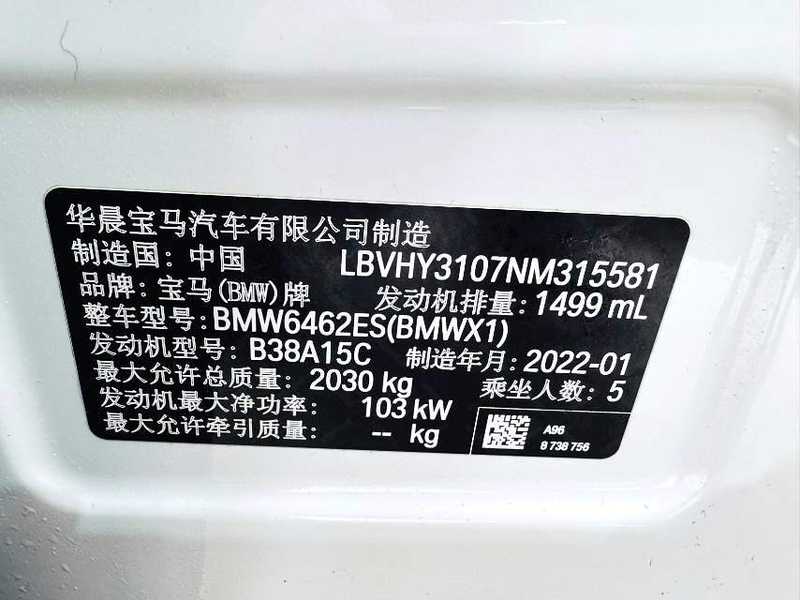 华晨宝马汽车有限公司制造
制造国: 中国 LBVHY3107NM315581
品牌: 宝马(BMW)牌 发动机排量: 1499 mL
整车型号: BMW6462ES(BMWX1)
发动机型号: B38A15C 制造年月: 2022-01
最大允许总质量: 2030 kg 乘坐人数: 5
发动机最大净功率: 103 kW
最大允许牵引质量: -- kg
A96
8 738 756